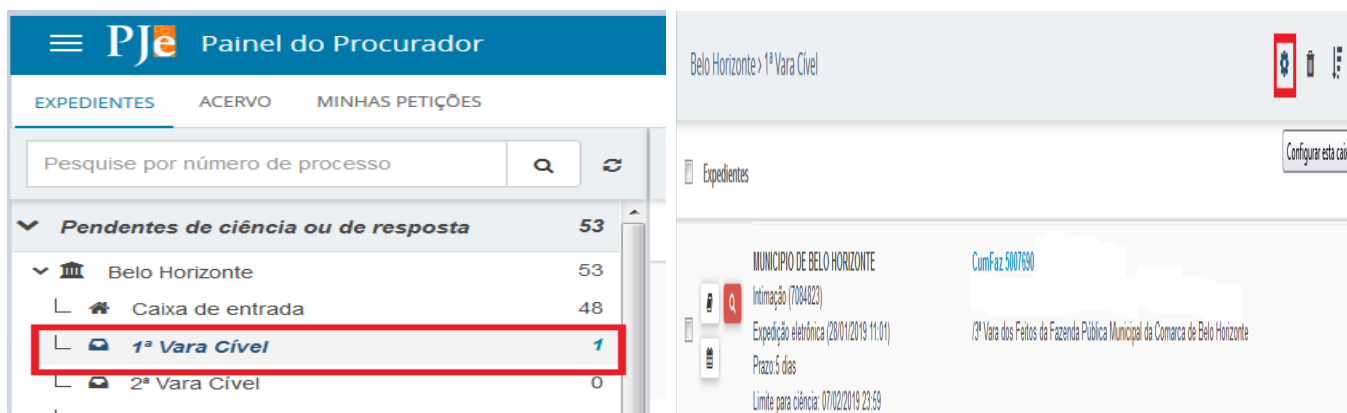 PJe Painel do Procurador
EXPEDIENTES ACERVO MINHAS PETIÇÕES
Pesquise por número de processo
Pendentes de ciência ou de resposta 53
Belo Horizonte 53
Caixa de entrada 48
1ª Vara Cível 1
2ª Vara Cível 0
Belo Horizonte > 1ª Vara Cível
Configurar esta caix
Expedientes
MUNICIPIO DE BELO HORIZONTE CumFaz 5007690
Intimação (7084823)
Expedição eletrônica (28/01/2019 11:01) /3ª Vara dos Feitos da Fazenda Pública Municipal da Comarca de Belo Horizonte
Prazo:5 dias
Limite para ciência: 07/02/2019 23:59